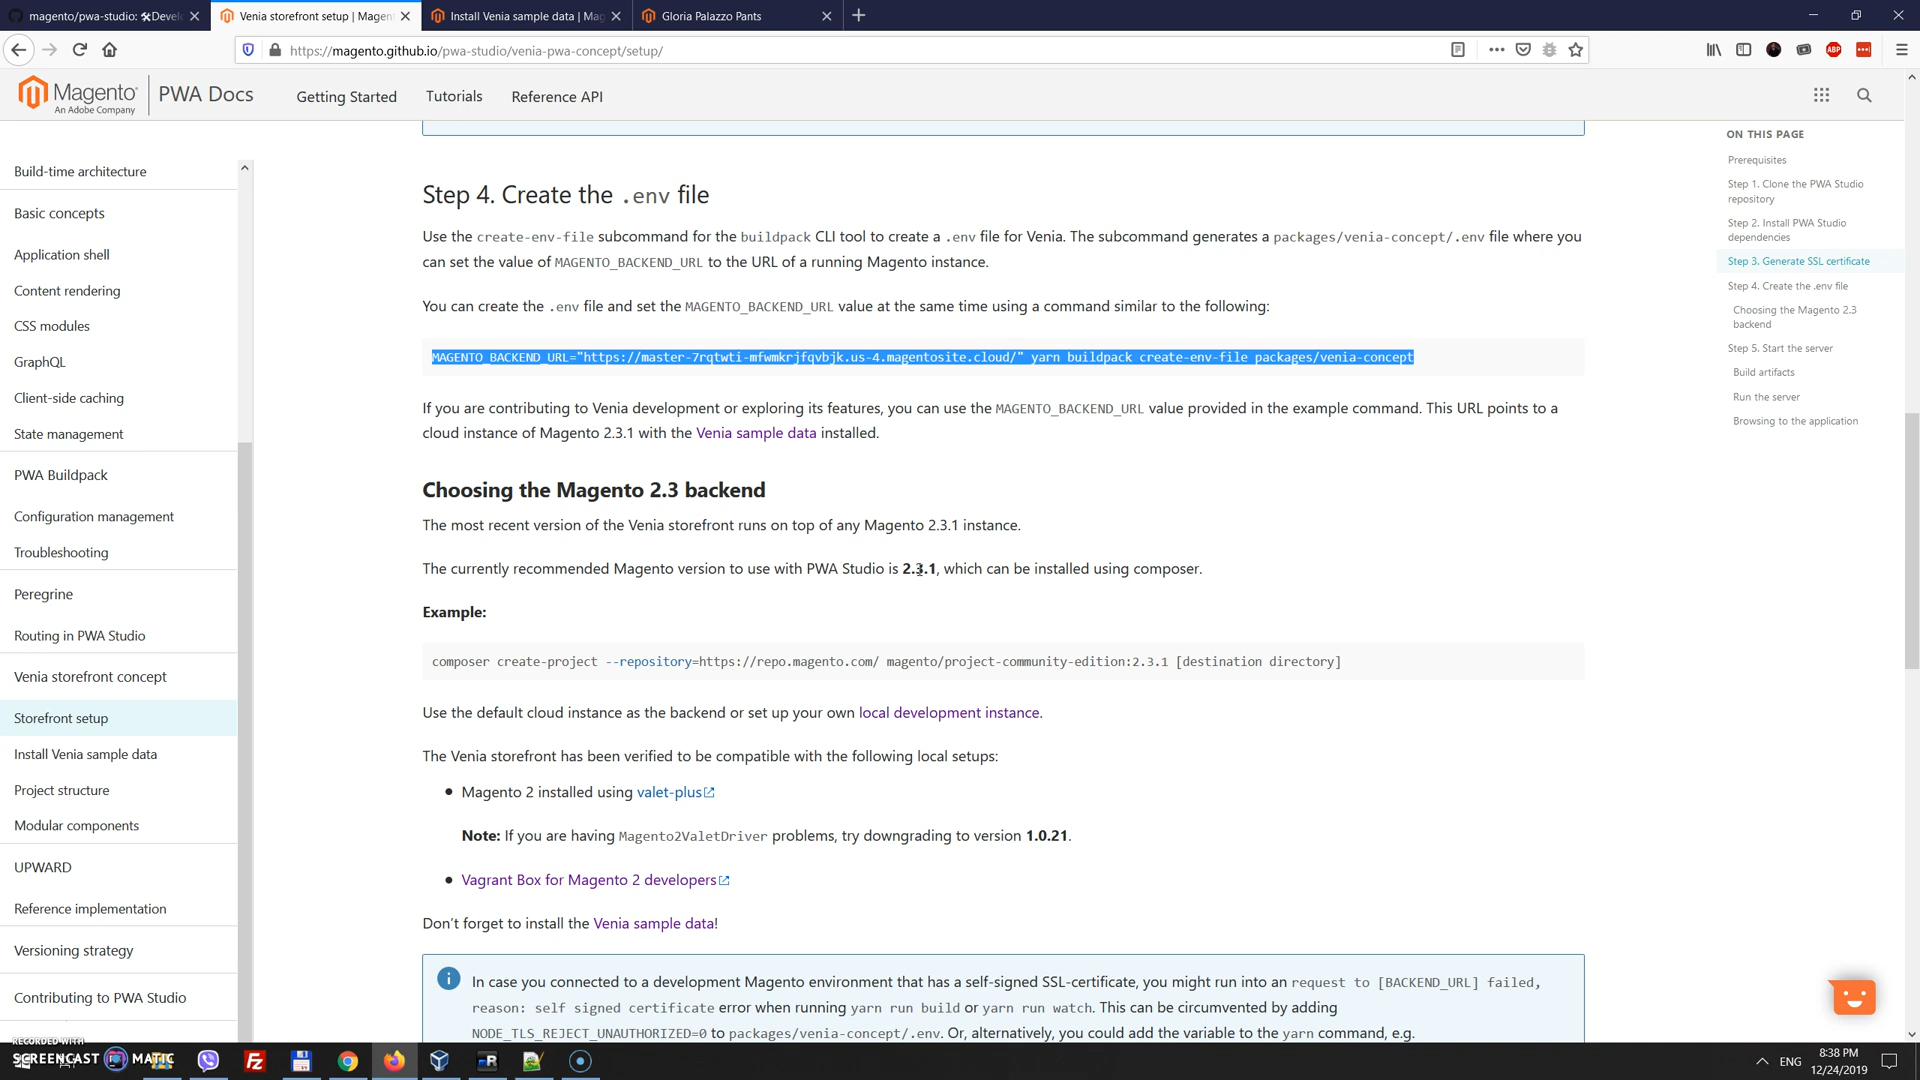 magento/pwa-studio: 🛠Devel
Venia storefront setup | Magen
Install Venia sample data | Mag
Gloria Palazzo Pants
https://magento.github.io/pwa-studio/venia-pwa-concept/setup/
ABP
Magento
An Adobe Company
PWA Docs
Getting Started
Tutorials
Reference API
Build-time architecture
Basic concepts
Application shell
Content rendering
CSS modules
GraphQL
Client-side caching
State management
PWA Buildpack
Configuration management
Troubleshooting
Peregrine
Routing in PWA Studio
Venia storefront concept
Storefront setup
Install Venia sample data
Project structure
Modular components
UPWARD
Reference implementation
Versioning strategy
Contributing to PWA Studio
Step 4. Create the .env file
Use the create-env-file subcommand for the buildpack CLI tool to create a .env file for Venia. The subcommand generates a packages/venia-concept/.env file where you
can set the value of MAGENTO_BACKEND_URL to the URL of a running Magento instance.
You can create the .env file and set the MAGENTO_BACKEND_URL value at the same time using a command similar to the following:
MAGENTO_BACKEND_URL="https://master-7rqtwti-mfwmkrjfqvbjk.us-4.magentosite.cloud/" yarn buildpack create-env-file packages/venia-concept
If you are contributing to Venia development or exploring its features, you can use the MAGENTO_BACKEND_URL value provided in the example command. This URL points to a
cloud instance of Magento 2.3.1 with the Venia sample data installed.
Choosing the Magento 2.3 backend
The most recent version of the Venia storefront runs on top of any Magento 2.3.1 instance.
The currently recommended Magento version to use with PWA Studio is 2.3.1, which can be installed using composer.
Example:
composer create-project --repository=https://repo.magento.com/ magento/project-community-edition:2.3.1 [destination directory]
Use the default cloud instance as the backend or set up your own local development instance.
The Venia storefront has been verified to be compatible with the following local setups:
Magento 2 installed using valet-plus
Note: If you are having Magento2ValetDriver problems, try downgrading to version 1.0.21.
Vagrant Box for Magento 2 developers
Don't forget to install the Venia sample data!
In case you connected to a development Magento environment that has a self-signed SSL-certificate, you might run into an request to [BACKEND_URL] failed,
reason: self signed certificate error when running yarn run build or yarn run watch. This can be circumvented by adding
NODE_TLS_REJECT_UNAUTHORIZED=0 to packages/venia-concept/.env. Or, alternatively, you could add the variable to the yarn command, e.g.
ON THIS PAGE
Prerequisites
Step 1. Clone the PWA Studio
repository
Step 2. Install PWA Studio
dependencies
Step 3. Generate SSL certificate
Step 4. Create the .env file
Choosing the Magento 2.3
backend
Step 5. Start the server
Build artifacts
Run the server
Browsing to the application
RECORDED WITH
SCREENCAST MATIC
ENG
8:38 PM
12/24/2019